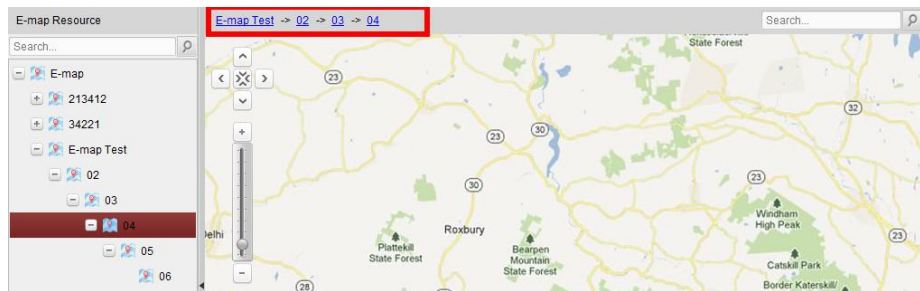 E-map Resource
Search...
E-map
213412
34221
E-map Test
02
03
04
05
06
E-map Test -> 02 -> 03 -> 04
Search...
State Forest
23
32
23
30
30
23
Windham
High Peak
Roxbury
23
Delhi
Plattekill
State Forest
Bearpen
Mountain
State Forest
Catskill Park
28
Border Katerskill/